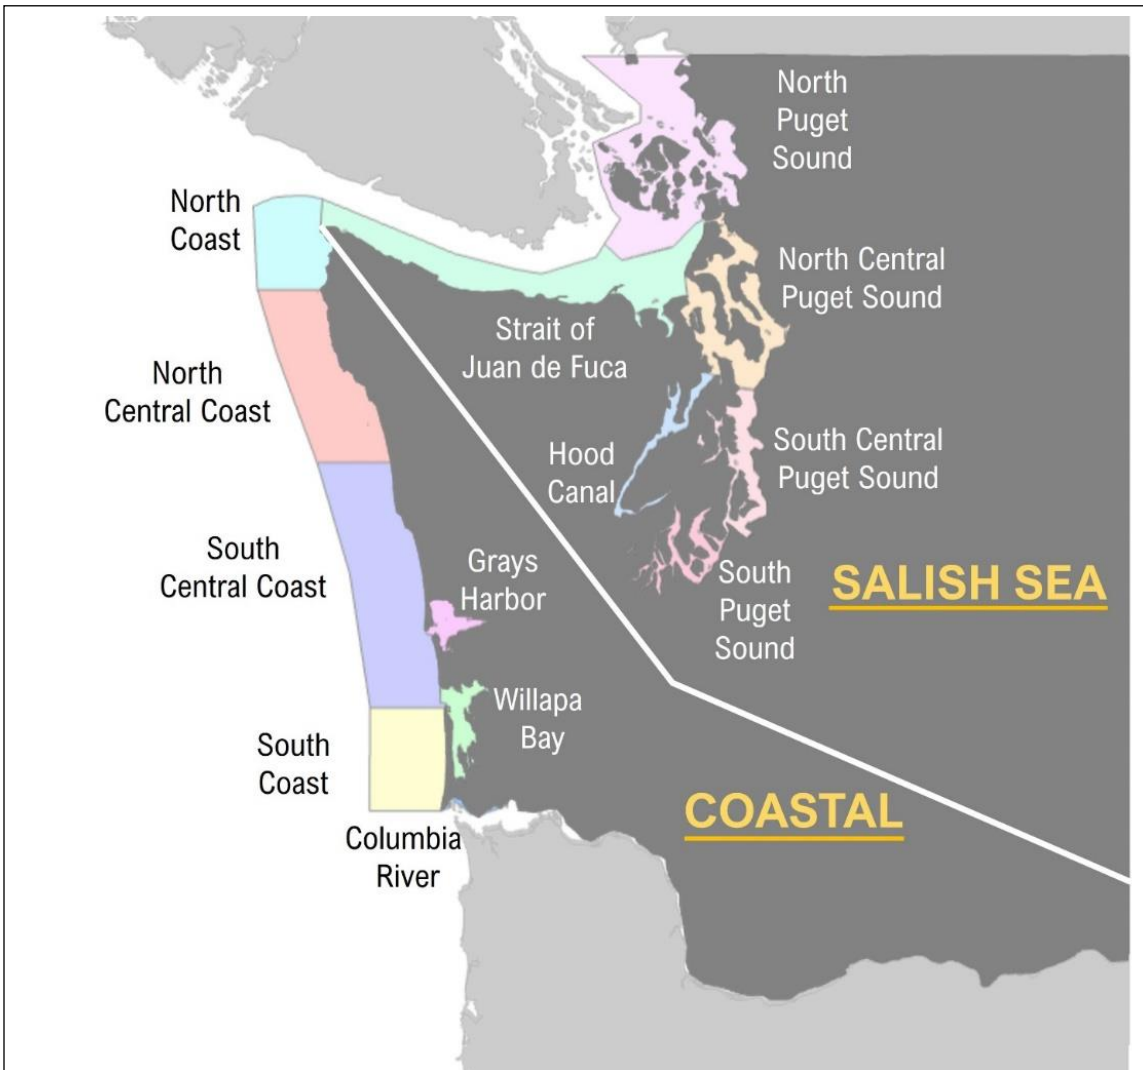 North
Puget
Sound
North
Coast
North Central
Puget Sound
Strait of
Juan de Fuca
North
Central Coast
South Central
Puget Sound
Hood
Canal
South
Central Coast
Grays
Harbor
South
Puget
Sound
SALISH SEA
Willapa
Bay
South
Coast
COASTAL
Columbia
River